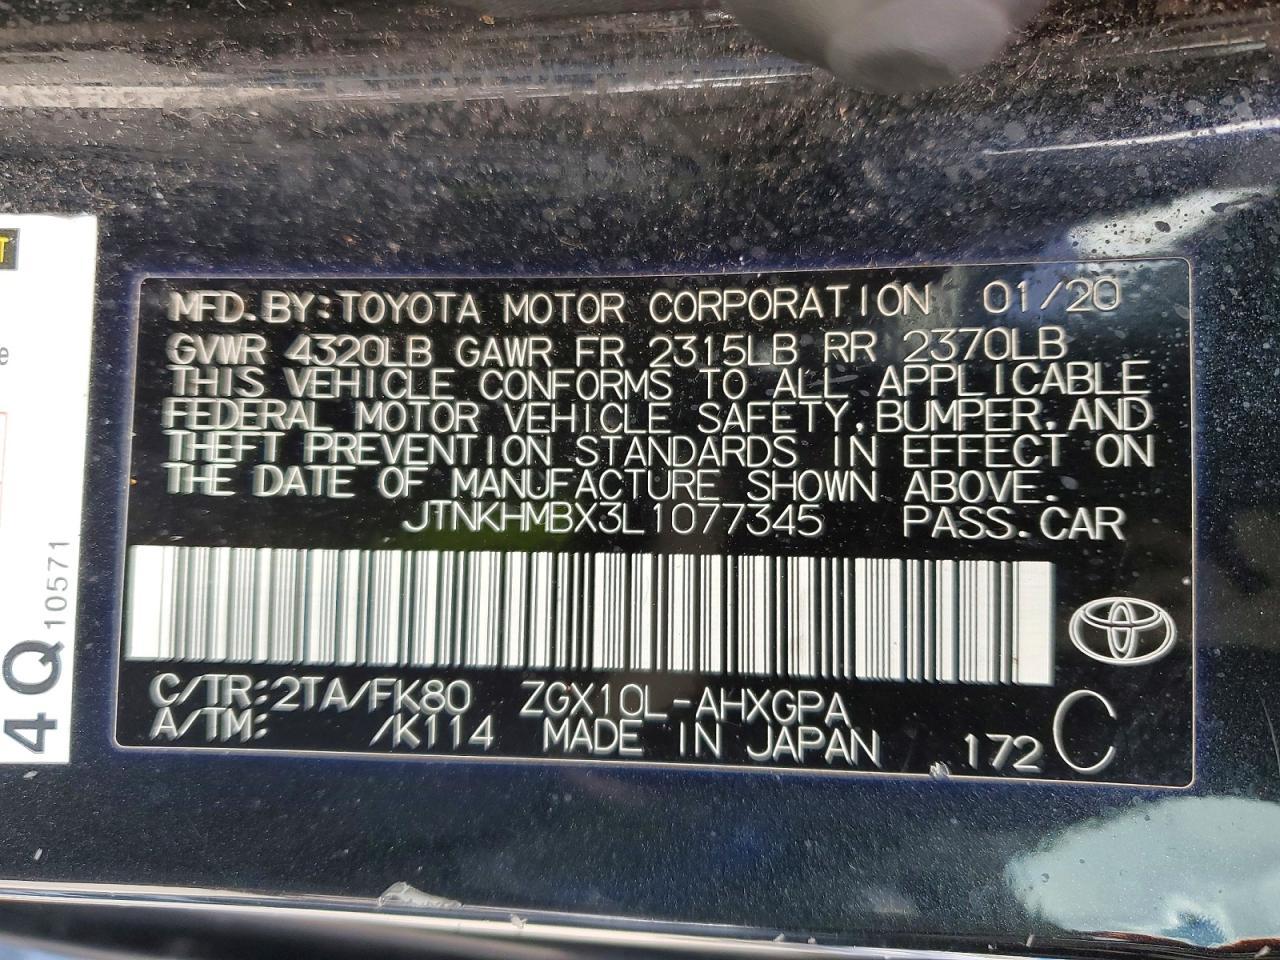 MFD. BY: TOYOTA MOTOR CORPORATION 01/20
GVWR 4320LB GAWR FR 2315LB RR 2370LB
THIS VEHICLE CONFORMS TO ALL APPLICABLE
FEDERAL MOTOR VEHICLE SAFETY, BUMPER, AND
THEFT PREVENTION STANDARDS IN EFFECT ON
THE DATE OF MANUFACTURE SHOWN ABOVE.
JTNKHMBX3L1077345 PASS. CAR
C/TR: 2TA/FK80 ZGX10L-AHXGPA C
A/TM: /K114 MADE IN JAPAN 172
4Q 10571